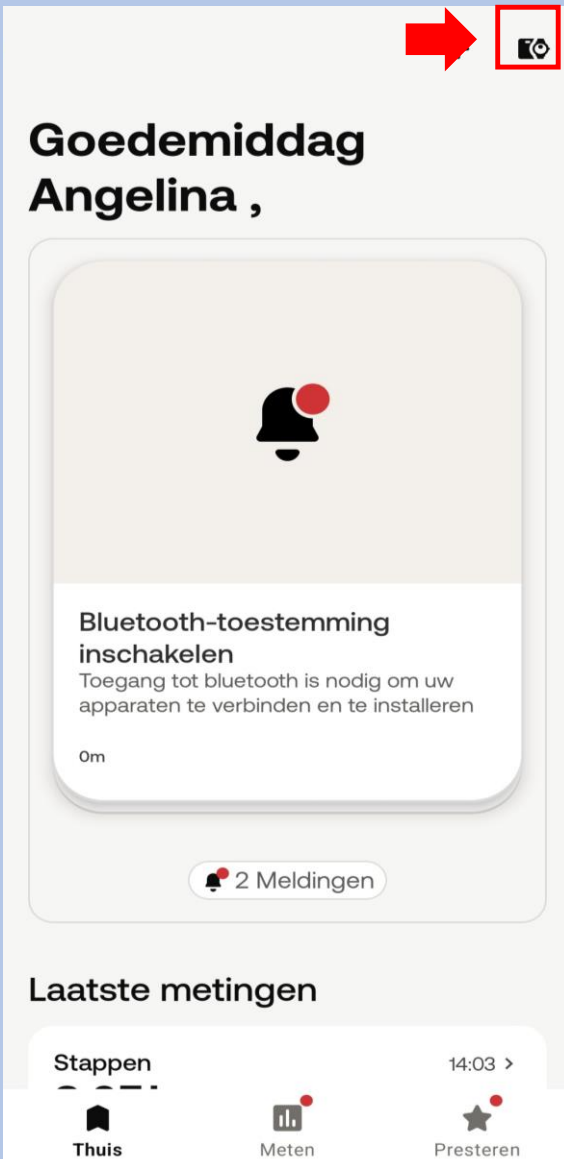 Goedemiddag
Angelina ,
Bluetooth-toestemming
inschakelen
Toegang tot bluetooth is nodig om uw
apparaten te verbinden en te installeren
0m
2 Meldingen
Laatste metingen
Stappen 14:03 >
Thuis Meten Presteren